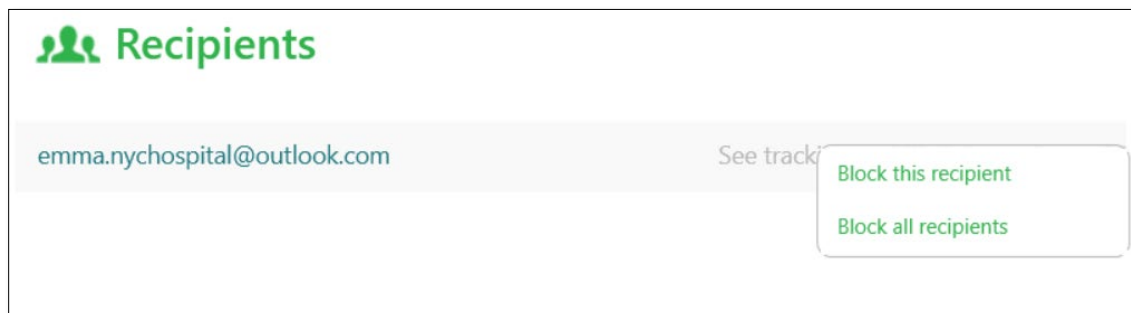 Recipients
emma.nychospital@outlook.com
See
Block this recipient
Block all recipients